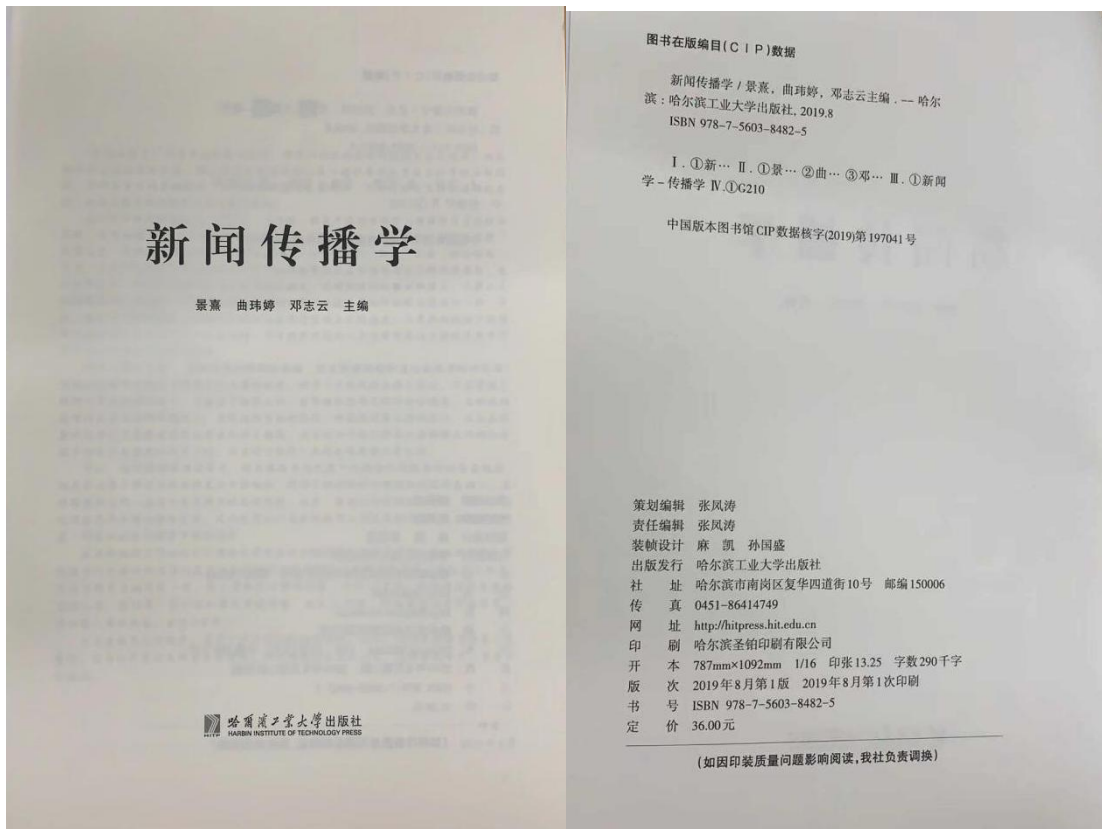 新闻传播学
景熹 曲玮婷 邓志云 主编
HITP
哈尔滨工业大学出版社
HARBIN INSTITUTE OF TECHNOLOGY PRESS
图书在版编目(CIP)数据
新闻传播学/景熹,曲玮婷,邓志云主编.—哈尔
滨:哈尔滨工业大学出版社,2019.8
ISBN 978-7-5603-8482-5
Ⅰ.①新… Ⅱ.①景… ②曲… ③邓… Ⅲ.①新闻
学-传播学 Ⅳ.①G210
中国版本图书馆CIP数据核字(2019)第197041号
策划编辑 张凤涛
责任编辑 张凤涛
装帧设计 麻 凯 孙国盛
出版发行 哈尔滨工业大学出版社
社 址 哈尔滨市南岗区复华四道街10号 邮编150006
传 真 0451-86414749
网 址 http://hitpress.hit.edu.cn
印 刷 哈尔滨圣铂印刷有限公司
开 本 787mm×1092mm 1/16 印张13.25 字数290千字
版 次 2019年8月第1版 2019年8月第1次印刷
书 号 ISBN 978-7-5603-8482-5
定 价 36.00元
(如因印装质量问题影响阅读,我社负责调换)